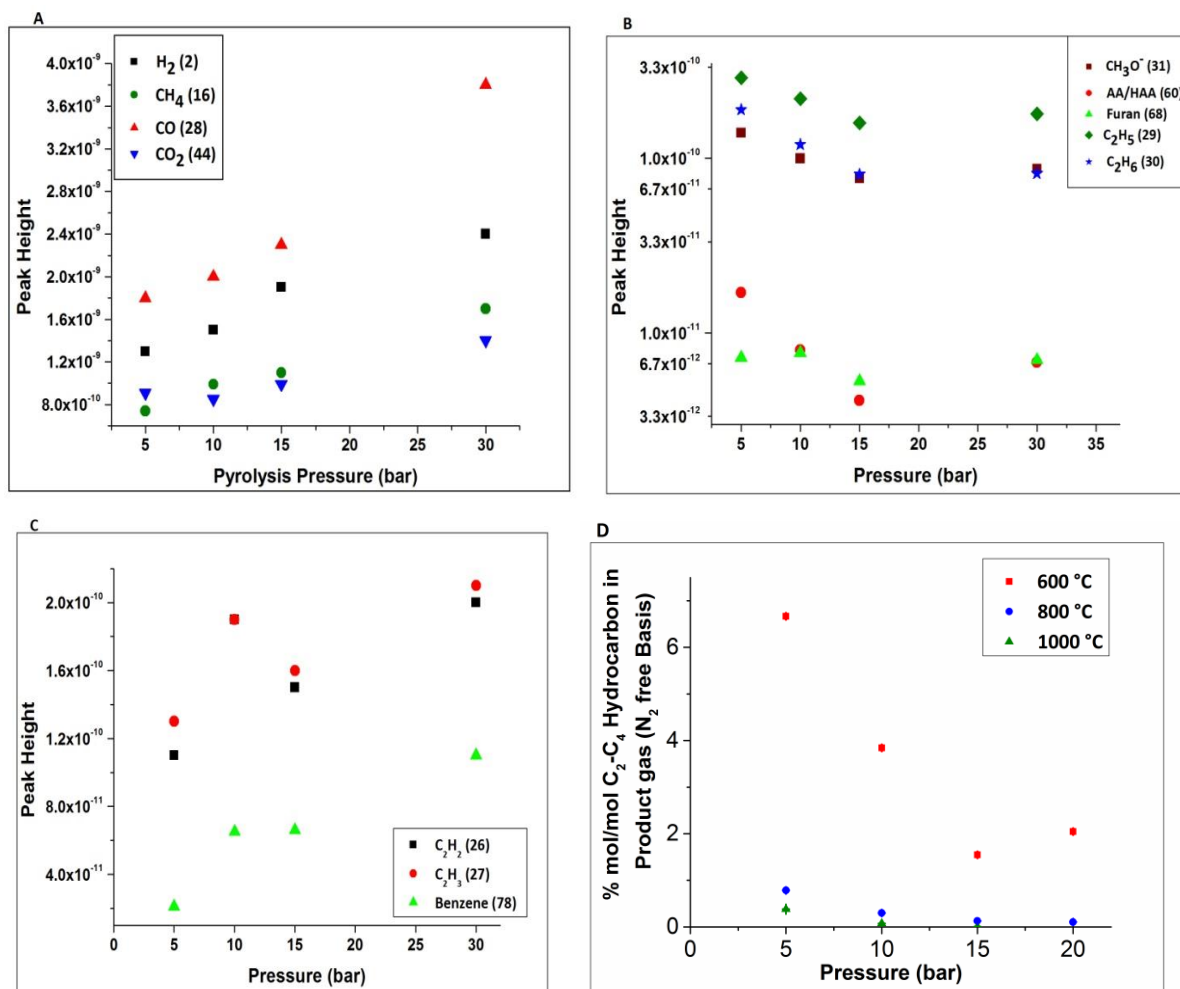 A
H2 (2)
CH4 (16)
CO (28)
CO2 (44)
4.0x10-9
3.6x10-9
3.2x10-9
2.8x10-9
2.4x10-9
2.0x10-9
1.6x10-9
1.2x10-9
8.0x10-10
Peak Height
5 10 15 20 25 30
Pyrolysis Pressure (bar)
B
CH3O- (31)
AA/HAA (60)
Furan (68)
C2H5 (29)
C2H6 (30)
3.3x10-10
1.0x10-10
6.7x10-11
3.3x10-11
1.0x10-11
6.7x10-12
3.3x10-12
Peak Height
5 10 15 20 25 30 35
Pressure (bar)
C
2.0x10-10
1.6x10-10
1.2x10-10
8.0x10-11
4.0x10-11
Peak Height
C2H2 (26)
C2H3 (27)
Benzene (78)
0 5 10 15 20 25 30
Pressure (bar)
D
600 °C
800 °C
1000 °C
% mol/mol C2-C4 Hydrocarbon in
Product gas (N2 free Basis)
6
4
2
0
0 5 10 15 20
Pressure (bar)